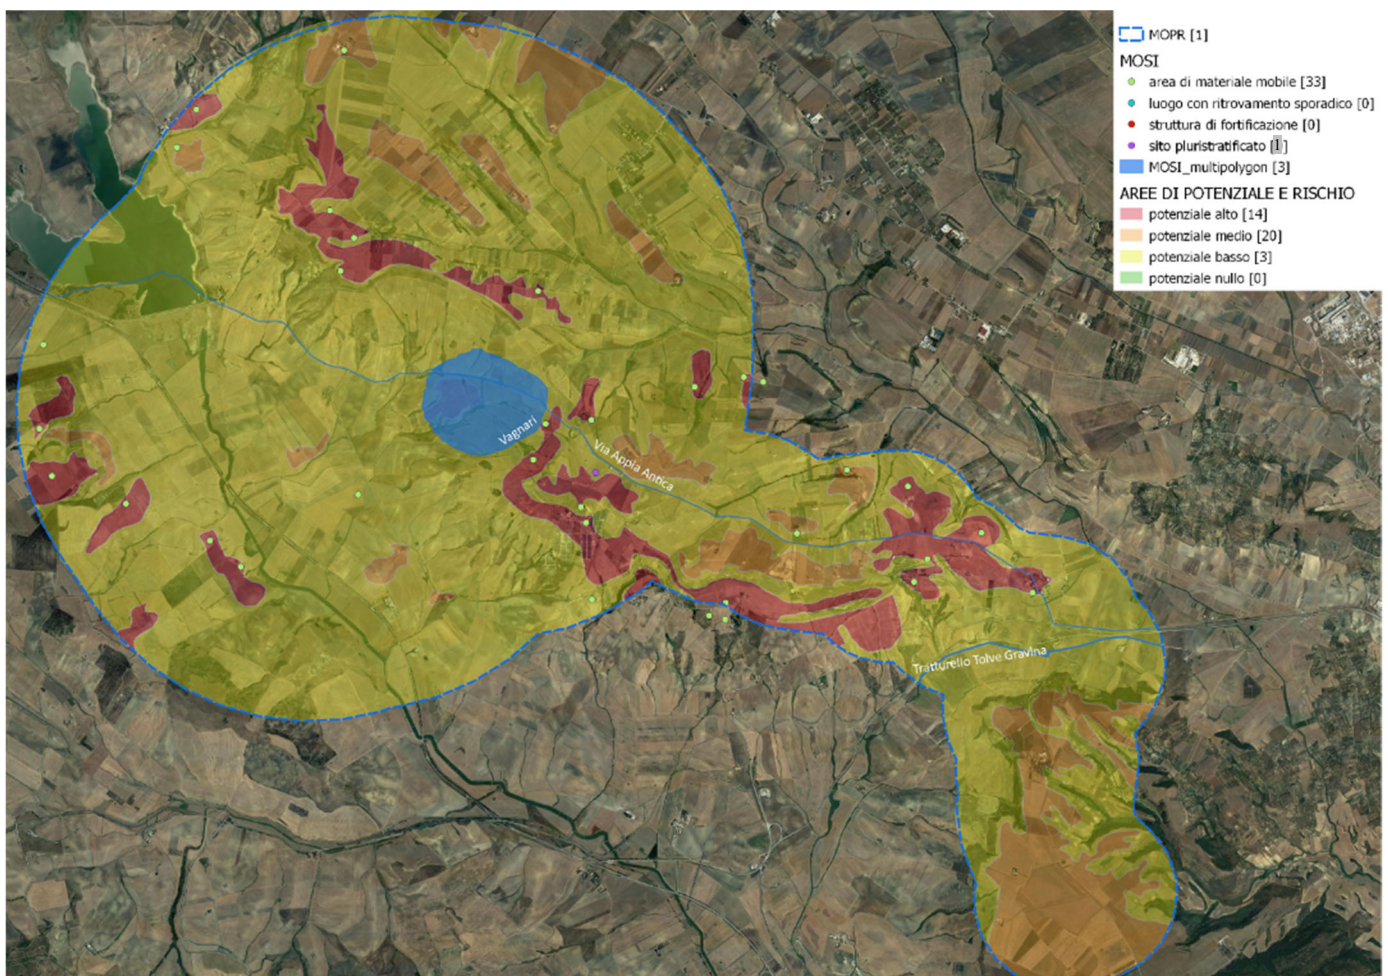 MOPR [1]
MOSI
area di materiale mobile [33]
luogo con ritrovamento sporadico [0]
struttura di fortificazione [0]
sito pluristratificato [1]
MOSI_multipolygon [3]
AREE DI POTENZIALE E RISCHIO
potenziale alto [14]
potenziale medio [20]
potenziale basso [3]
potenziale nullo [0]
Vagnari
Via Appia Antica
Tratturello Tolve Gravina